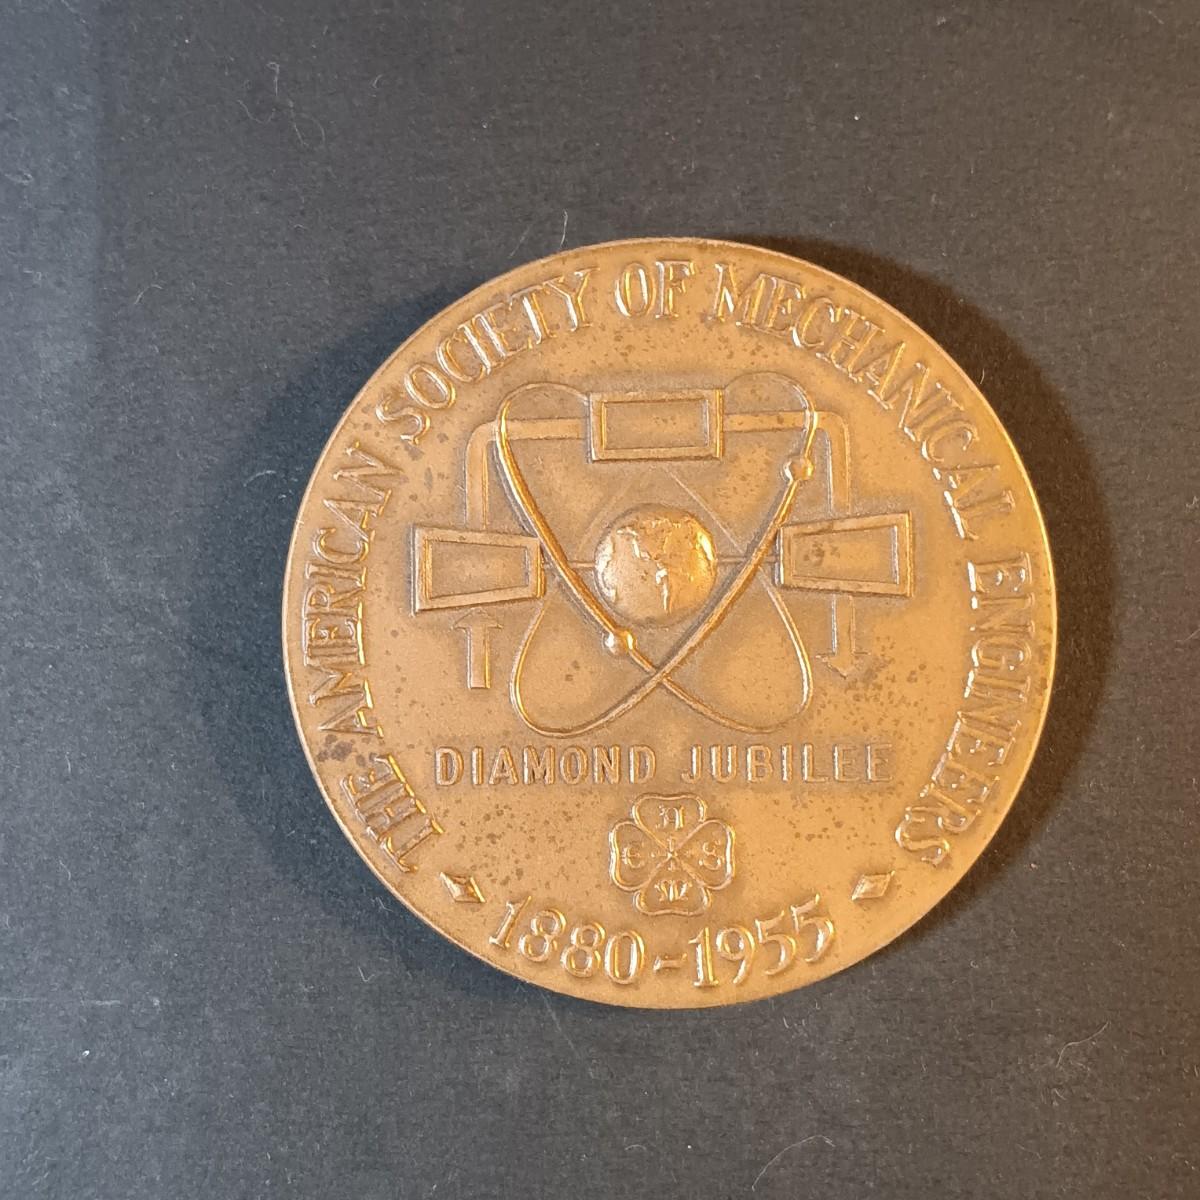 THE AMERICAN SOCIETY OF MECHANICAL ENGINEERS
DIAMOND JUBILEE
A
E S
M
1880-1955